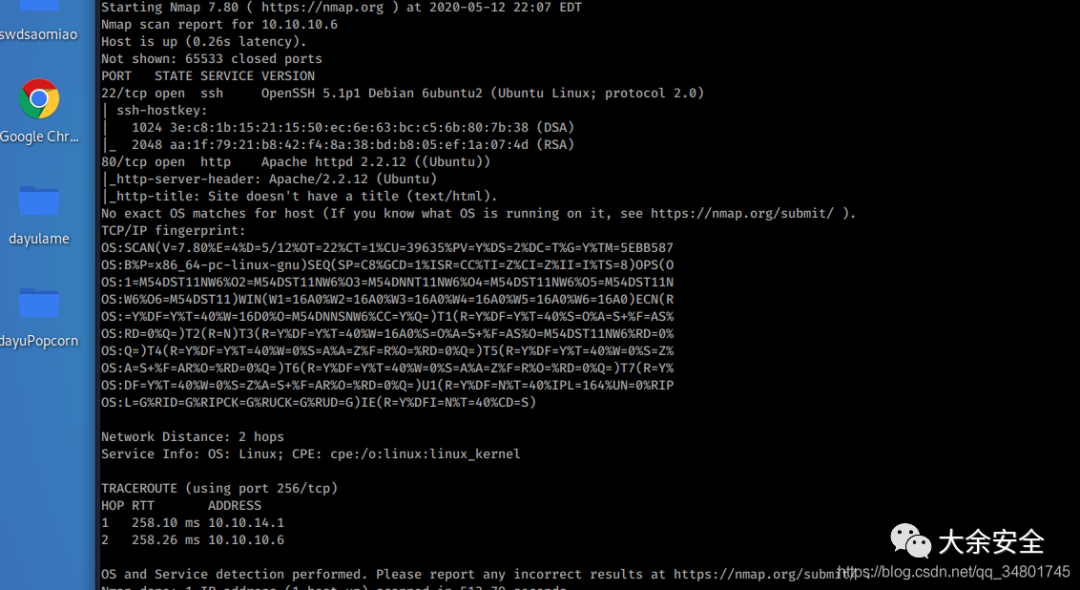 swdsaomiao
Google Chr...
dayulame
dayuPopcorn
Starting Nmap 7.80 ( https://nmap.org ) at 2020-05-12 22:07 EDT
Nmap scan report for 10.10.10.6
Host is up (0.26s latency).
Not shown: 65533 closed ports
PORT   STATE SERVICE VERSION
22/tcp open  ssh     OpenSSH 5.1p1 Debian 6ubuntu2 (Ubuntu Linux; protocol 2.0)
| ssh-hostkey:
|   1024 3e:c8:1b:15:21:15:50:ec:6e:63:bc:c5:6b:80:7b:38 (DSA)
|_  2048 aa:1f:79:21:b8:42:f4:8a:38:bd:b8:05:ef:1a:07:4d (RSA)
80/tcp open  http    Apache httpd 2.2.12 ((Ubuntu))
|_http-server-header: Apache/2.2.12 (Ubuntu)
|_http-title: Site doesn't have a title (text/html).
No exact OS matches for host (If you know what OS is running on it, see https://nmap.org/submit/ ).
TCP/IP fingerprint:
OS:SCAN(V=7.80%E=4%D=5/12%OT=22%CT=1%CU=39635%PV=Y%DS=2%DC=T%G=Y%TM=5EBB587
OS:B%P=x86_64-pc-linux-gnu)SEQ(SP=C8%GCD=1%ISR=CC%TI=Z%CI=Z%II=I%TS=8)OPS(O
OS:1=M54DST11NW6%O2=M54DST11NW6%O3=M54DNNT11NW6%O4=M54DST11NW6%O5=M54DST11N
OS:W6%O6=M54DST11)WIN(W1=16A0%W2=16A0%W3=16A0%W4=16A0%W5=16A0%W6=16A0)ECN(R
OS:=Y%DF=Y%T=40%W=16D0%O=M54DNNSNW6%CC=Y%Q=)T1(R=Y%DF=Y%T=40%S=O%A=S+%F=AS%
OS:RD=0%Q=)T2(R=N)T3(R=Y%DF=Y%T=40%W=16A0%S=O%A=S+%F=AS%O=M54DST11NW6%RD=0%
OS:Q=)T4(R=Y%DF=Y%T=40%W=0%S=A%A=Z%F=R%O=%RD=0%Q=)T5(R=Y%DF=Y%T=40%W=0%S=Z%
OS:A=S+%F=AR%O=%RD=0%Q=)T6(R=Y%DF=Y%T=40%W=0%S=A%A=Z%F=R%O=%RD=0%Q=)T7(R=Y%
OS:DF=Y%T=40%W=0%S=Z%A=S+%F=AR%O=%RD=0%Q=)U1(R=Y%DF=N%T=40%IPL=164%UN=0%RIP
OS:L=G%RID=G%RIPCK=G%RUCK=G%RUD=G)IE(R=Y%DFI=N%T=40%CD=S)
Network Distance: 2 hops
Service Info: OS: Linux; CPE: cpe:/o:linux:linux_kernel
TRACEROUTE (using port 256/tcp)
HOP RTT       ADDRESS
1   258.10 ms 10.10.14.1
2   258.26 ms 10.10.10.6
大余安全
OS and Service detection performed. Please report any incorrect results at https://nmap.org/submit/ .
https://blog.csdn.net/qq_34801745